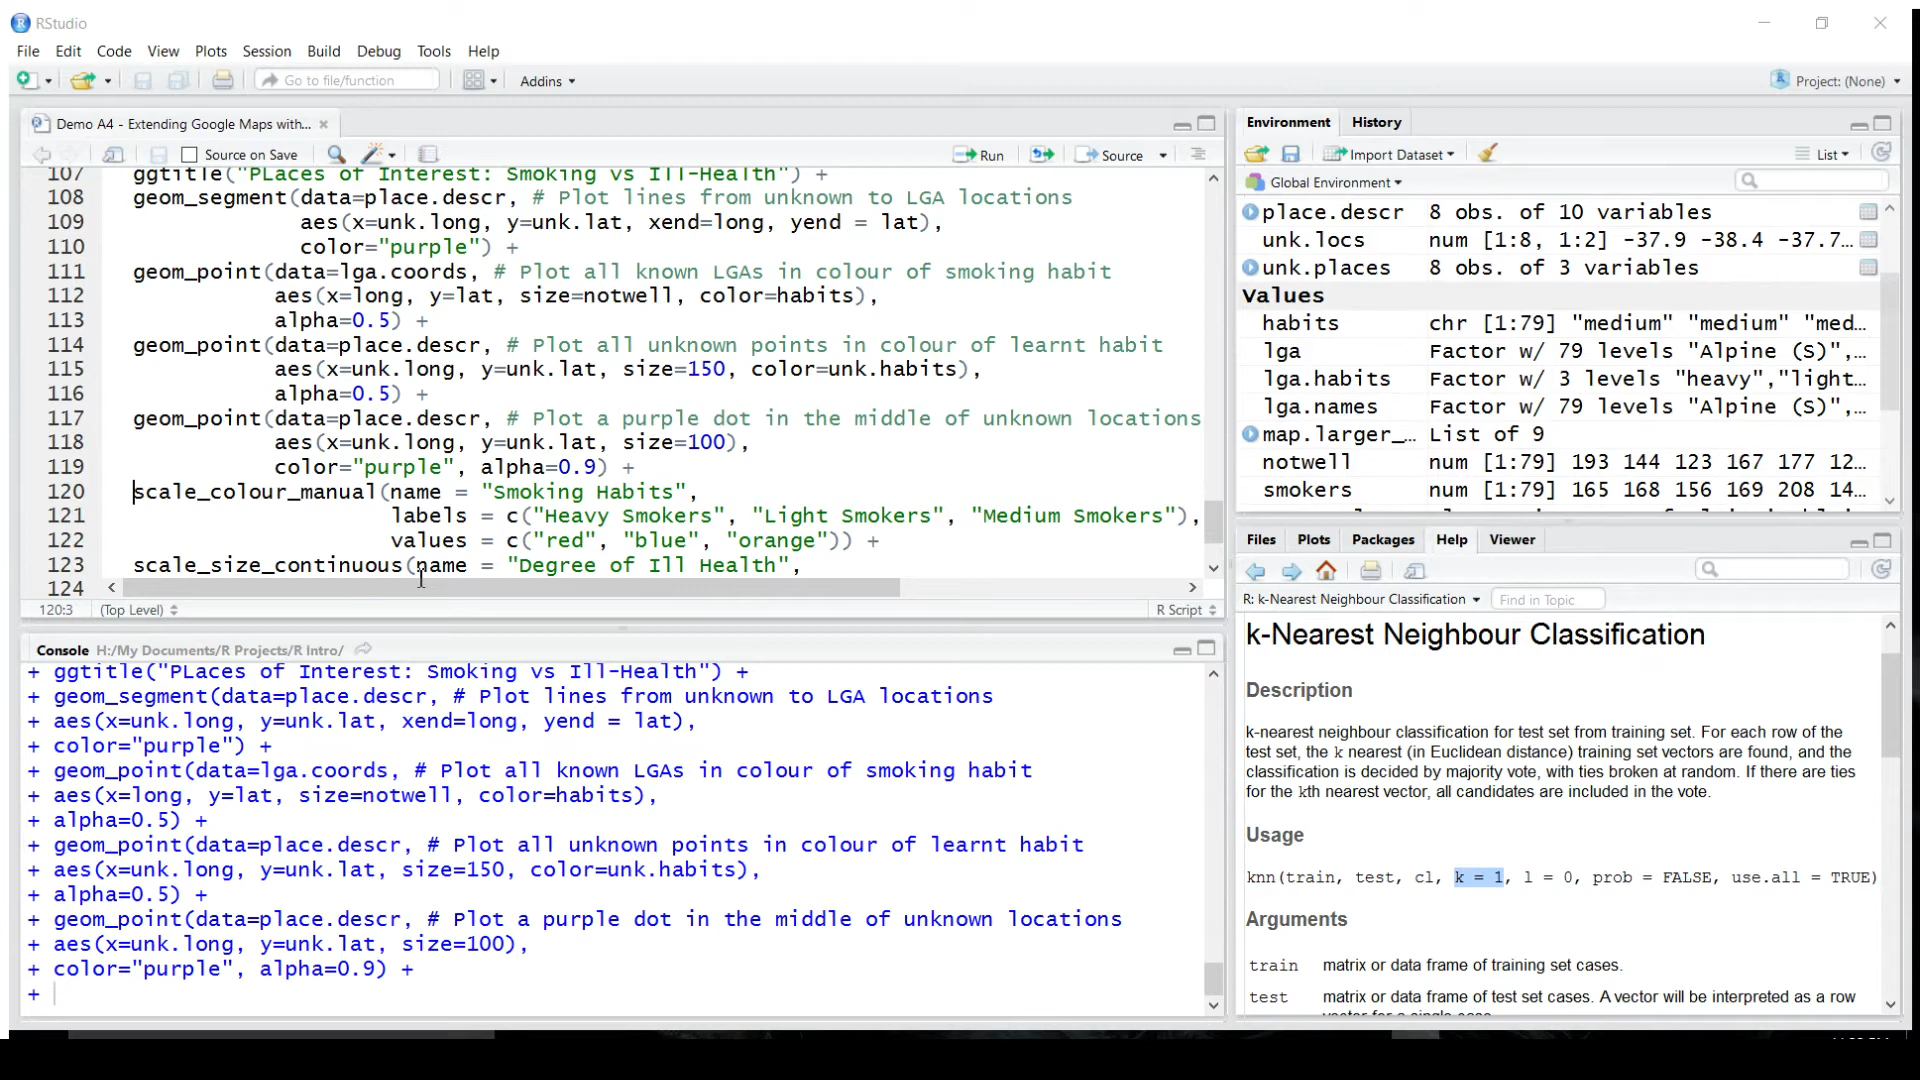 RStudio
File Edit Code View Plots Session Build Debug Tools Help
Go to file/function Addins Project: (None)
Demo A4 - Extending Google Maps with...
Source on Save Run Source
107 ggtitle("PLaces of Interest: Smoking vs Ill-Health") +
108 geom_segment(data=place.descr, # Plot lines from unknown to LGA locations
109 aes(x=unk.long, y=unk.lat, xend=long, yend = lat),
110 color="purple") +
111 geom_point(data=lga.coords, # Plot all known LGAs in colour of smoking habit
112 aes(x=long, y=lat, size=notwell, color=habits),
113 alpha=0.5) +
114 geom_point(data=place.descr, # Plot all unknown points in colour of learnt habit
115 aes(x=unk.long, y=unk.lat, size=150, color=unk.habits),
116 alpha=0.5) +
117 geom_point(data=place.descr, # Plot a purple dot in the middle of unknown locations
118 aes(x=unk.long, y=unk.lat, size=100),
119 color="purple", alpha=0.9) +
120 scale_colour_manual(name = "Smoking Habits",
121 labels = c("Heavy Smokers", "Light Smokers", "Medium Smokers"),
122 values = c("red", "blue", "orange")) +
123 scale_size_continuous(name = "Degree of Ill Health",
124
120:3 (Top Level) R Script
Console H:/My Documents/R Projects/R Intro/
+ ggtitle("PLaces of Interest: Smoking vs Ill-Health") +
+ geom_segment(data=place.descr, # Plot lines from unknown to LGA locations
+ aes(x=unk.long, y=unk.lat, xend=long, yend = lat),
+ color="purple") +
+ geom_point(data=lga.coords, # Plot all known LGAs in colour of smoking habit
+ aes(x=long, y=lat, size=notwell, color=habits),
+ alpha=0.5) +
+ geom_point(data=place.descr, # Plot all unknown points in colour of learnt habit
+ aes(x=unk.long, y=unk.lat, size=150, color=unk.habits),
+ alpha=0.5) +
+ geom_point(data=place.descr, # Plot a purple dot in the middle of unknown locations
+ aes(x=unk.long, y=unk.lat, size=100),
+ color="purple", alpha=0.9) +
+
Environment History
Import Dataset List
Global Environment
place.descr 8 obs. of 10 variables
unk.locs num [1:8, 1:2] -37.9 -38.4 -37.7...
unk.places 8 obs. of 3 variables
Values
habits chr [1:79] "medium" "medium" "med...
lga Factor w/ 79 levels "Alpine (S)",...
lga.habits Factor w/ 3 levels "heavy","light...
lga.names Factor w/ 79 levels "Alpine (S)",...
map.larger_... List of 9
notwell num [1:79] 193 144 123 167 177 12...
smokers num [1:79] 165 168 156 169 208 14...
Files Plots Packages Help Viewer
R: k-Nearest Neighbour Classification Find in Topic
k-Nearest Neighbour Classification
Description
k-nearest neighbour classification for test set from training set. For each row of the
test set, the k nearest (in Euclidean distance) training set vectors are found, and the
classification is decided by majority vote, with ties broken at random. If there are ties
for the kth nearest vector, all candidates are included in the vote.
Usage
knn(train, test, cl, k = 1, l = 0, prob = FALSE, use.all = TRUE)
Arguments
train matrix or data frame of training set cases.
test matrix or data frame of test set cases. A vector will be interpreted as a row